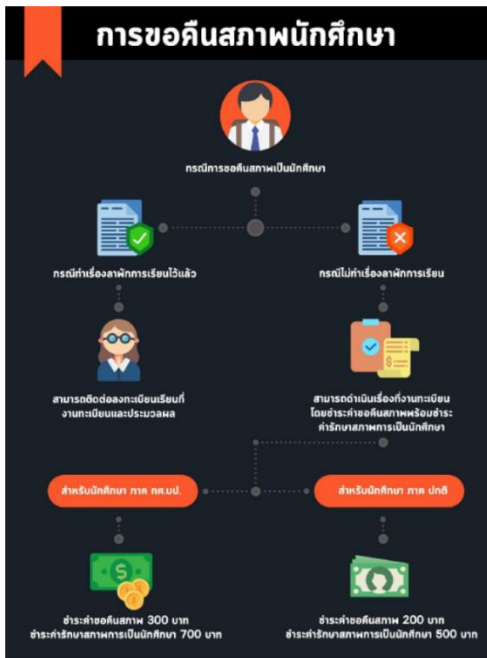 การขอคืนสภาพนักศึกษา
กรณีการขอคืนสภาพเป็นนักศึกษา
กรณีทำเรื่องลาพักการเรียนไว้แล้ว
กรณีไม่ทำเรื่องลาพักการเรียน
สามารถติดต่อลงทะเบียนเรียนที่
งานทะเบียนและประมวลผล
สามารถดำเนินเรื่องที่งานทะเบียน
โดยชำระค่าขอคืนสภาพพร้อมชำระ
ค่ารักษาสภาพการเป็นนักศึกษา
สำหรับนักศึกษา ภาค กศ.บป.
สำหรับนักศึกษา ภาค ปกติ
ชำระค่าขอคืนสภาพ 300 บาท
ชำระค่ารักษาสภาพการเป็นนักศึกษา 700 บาท
ชำระค่าขอคืนสภาพ 200 บาท
ชำระค่ารักษาสภาพการเป็นนักศึกษา 500 บาท